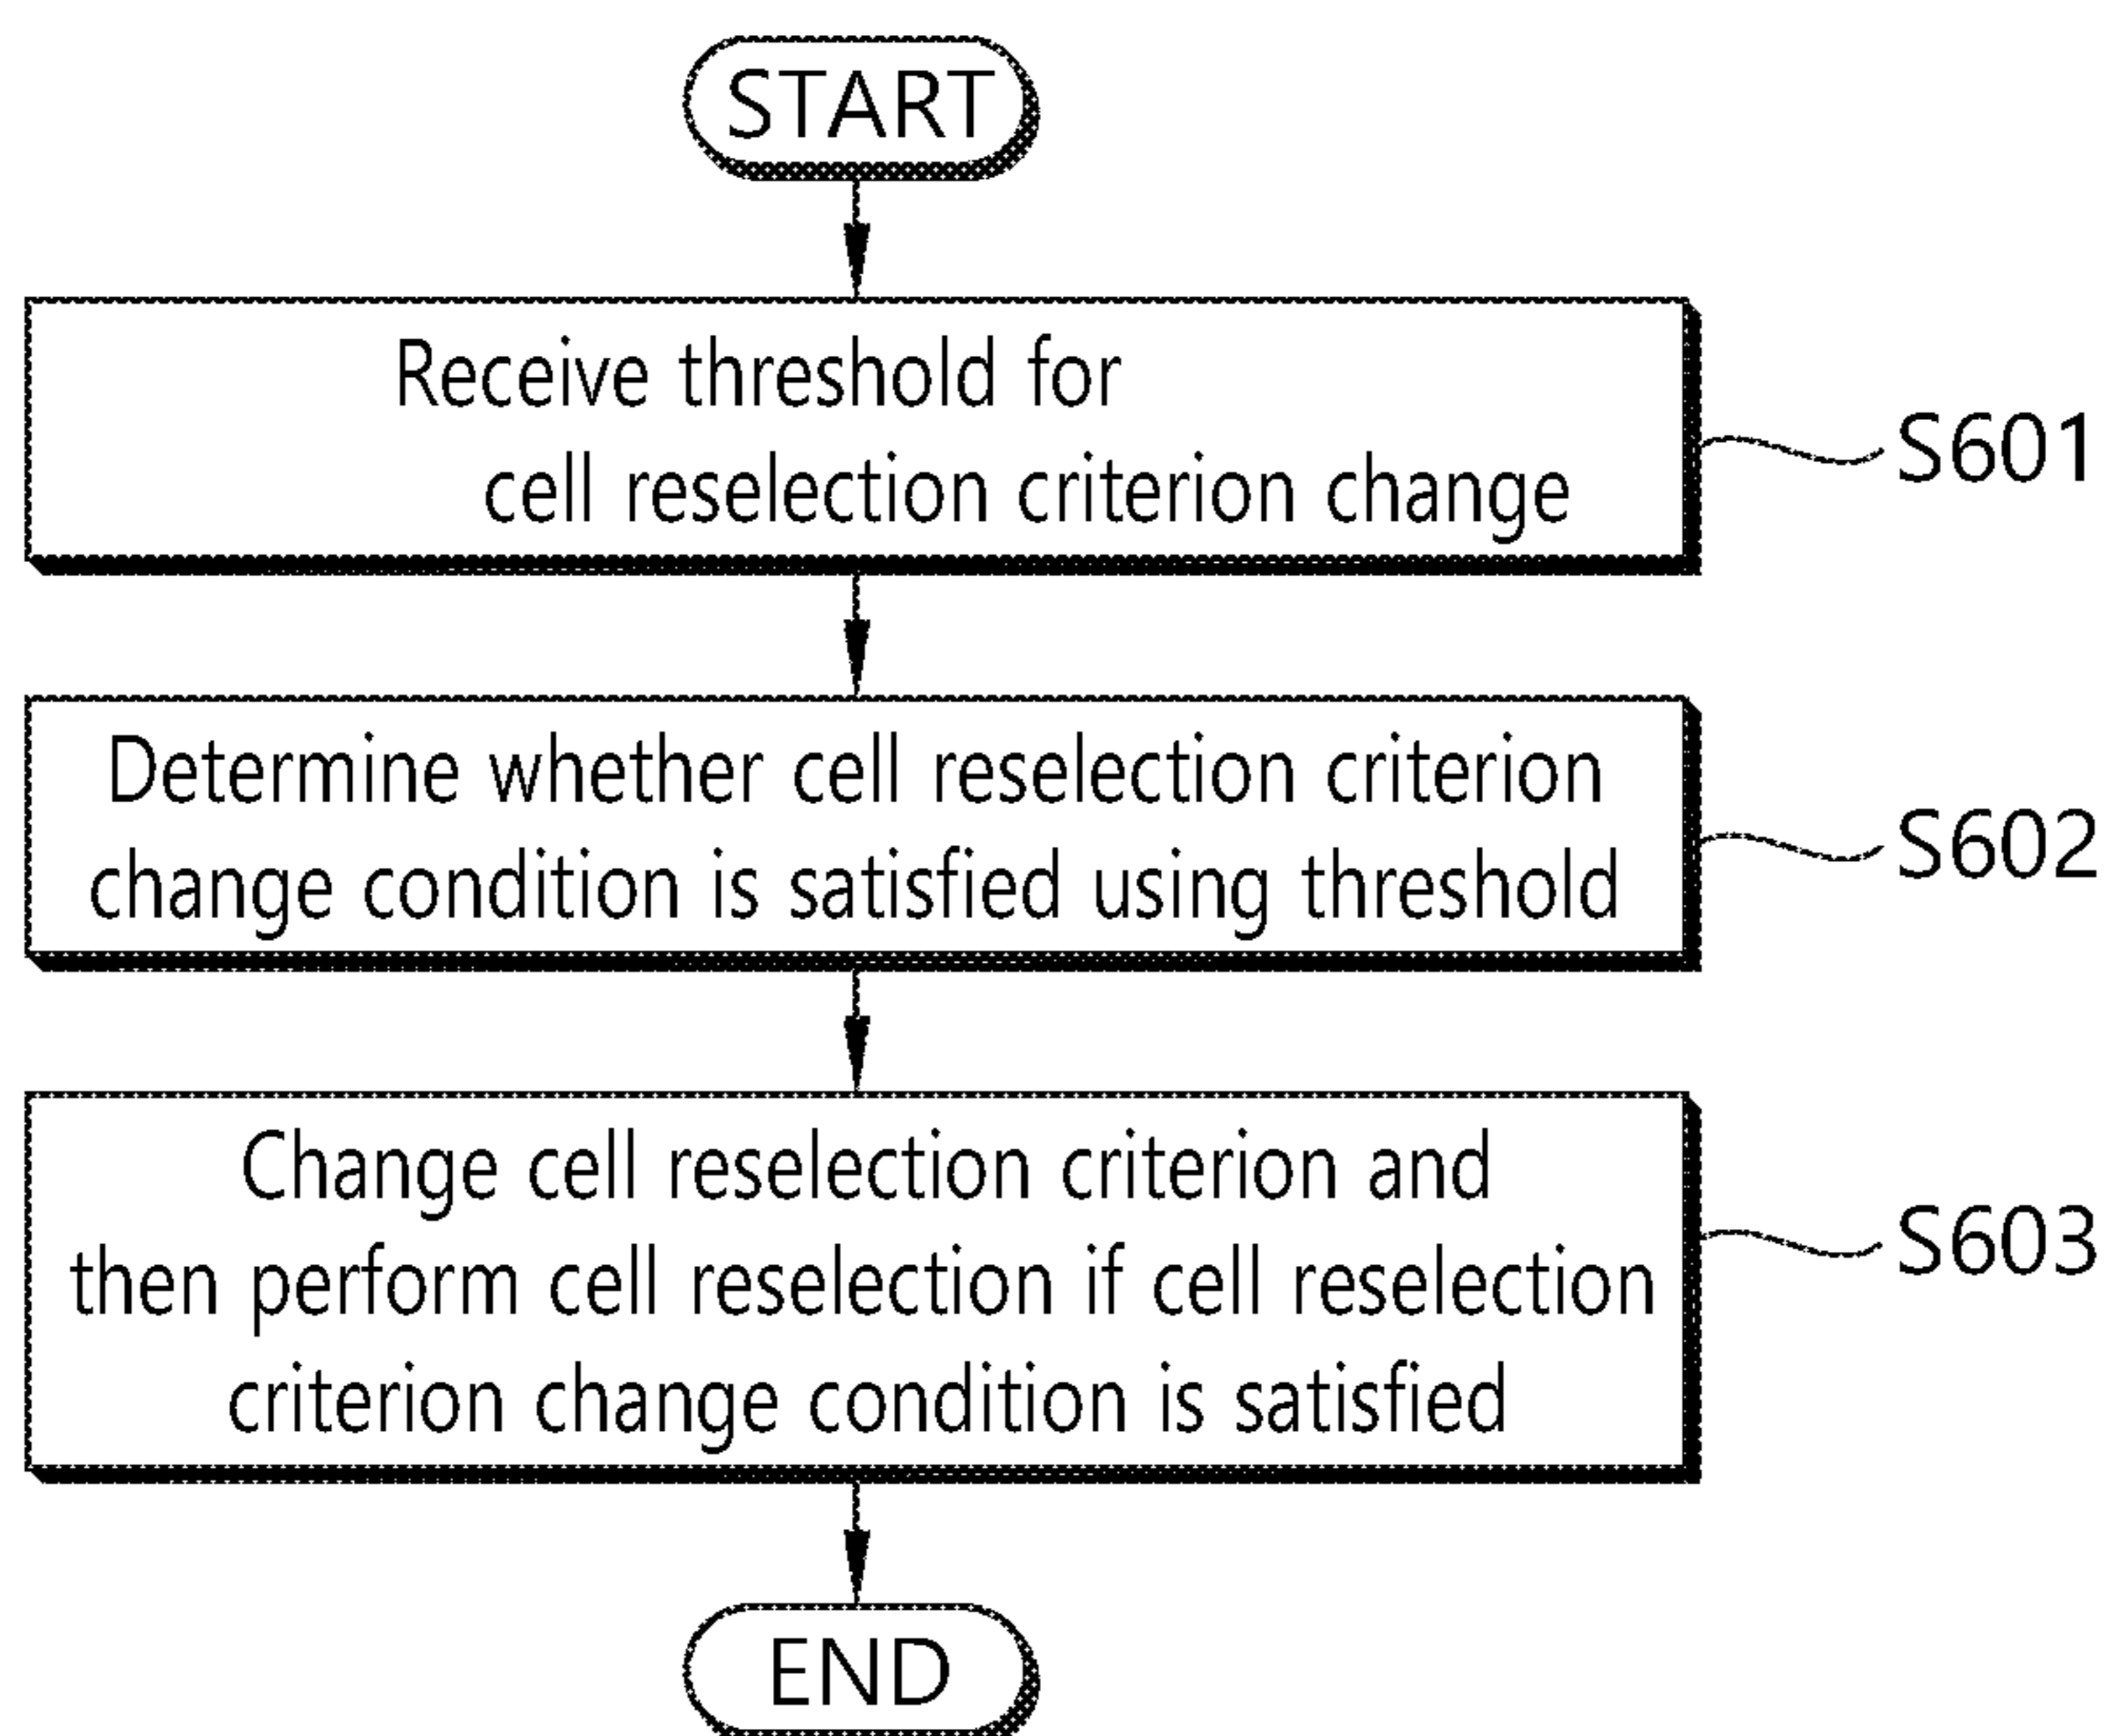 START
Receive threshold for
cell reselection criterion change
S601
Determine whether cell reselection criterion
change condition is satisfied using threshold
S602
Change cell reselection criterion and
then perform cell reselection if cell reselection
criterion change condition is satisfied
S603
END